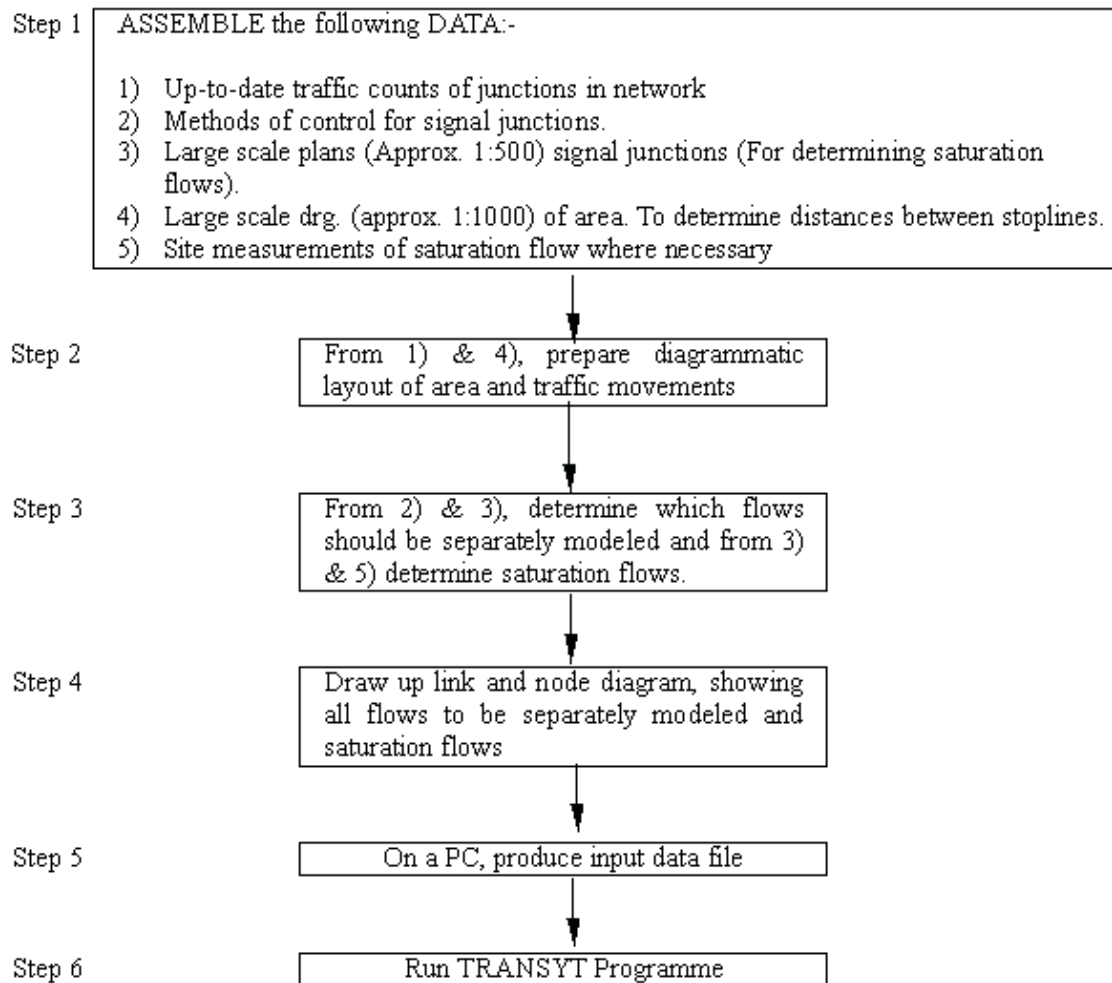 Step 1
ASSEMBLE the following DATA:-
1) Up-to-date traffic counts of junctions in network
2) Methods of control for signal junctions.
3) Large scale plans (Approx. 1:500) signal junctions (For determining saturation
flows).
4) Large scale drg. (approx. 1:1000) of area. To determine distances between stoplines.
5) Site measurements of saturation flow where necessary
Step 2
From 1) & 4), prepare diagrammatic
layout of area and traffic movements
Step 3
From 2) & 3), determine which flows
should be separately modeled and from 3)
& 5) determine saturation flows.
Step 4
Draw up link and node diagram, showing
all flows to be separately modeled and
saturation flows
Step 5
On a PC, produce input data file
Step 6
Run TRANSYT Programme